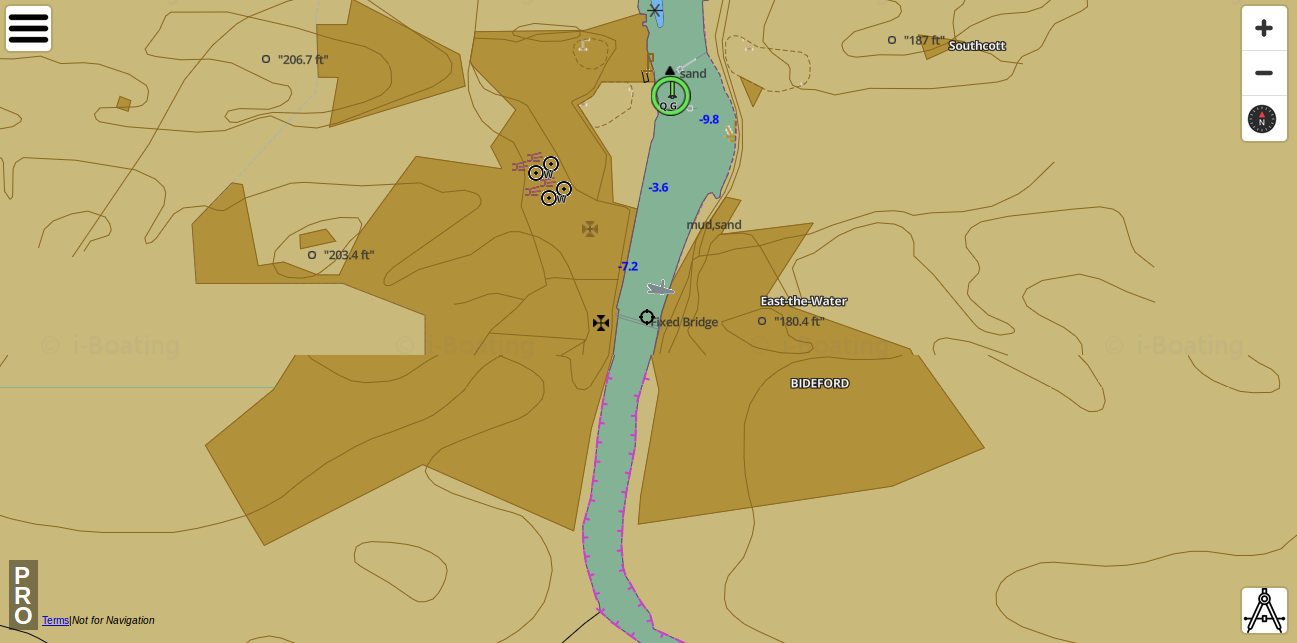 "206.7 ft"
"187 ft"
Southcott
sand
Q.G
-9.8
W
-3.6
W
mud,sand
"203.4 ft"
-7.2
East-the-Water
Fixed Bridge
"180.4 ft"
© i-Boating
© i-Boating
i-Boating
© i-Boating
BIDEFORD
N
PRO
Terms|Not for Navigation